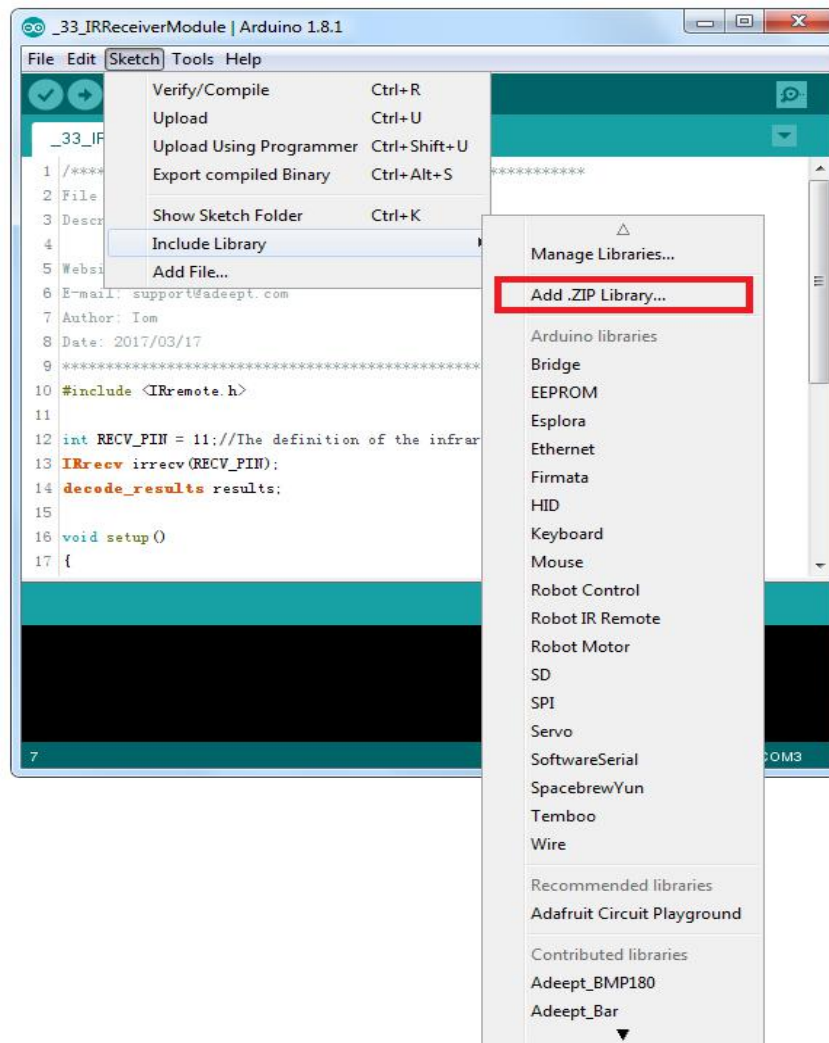 _33_IRReceiverModule | Arduino 1.8.1
File Edit Sketch Tools Help
Verify/Compile Ctrl+R
Upload Ctrl+U
Upload Using Programmer Ctrl+Shift+U
Export compiled Binary Ctrl+Alt+S
Show Sketch Folder Ctrl+K
Include Library
Add File...
_33_IF
1 /****
***********
2 File
3 Descr
4
5 Websi
6 E-mail: support@adeept.com
7 Author: Tom
8 Date: 2017/03/17
9 ************************************************
10 #include <IRremote.h>
11
12 int RECV_PIN = 11;//The definition of the infrar
13 IRrecv irrecv(RECV_PIN);
14 decode_results results;
15
16 void setup()
17 {
7
COM3
Manage Libraries...
Add .ZIP Library...
Arduino libraries
Bridge
EEPROM
Esplora
Ethernet
Firmata
HID
Keyboard
Mouse
Robot Control
Robot IR Remote
Robot Motor
SD
SPI
Servo
SoftwareSerial
SpacebrewYun
Temboo
Wire
Recommended libraries
Adafruit Circuit Playground
Contributed libraries
Adeept_BMP180
Adeept_Bar